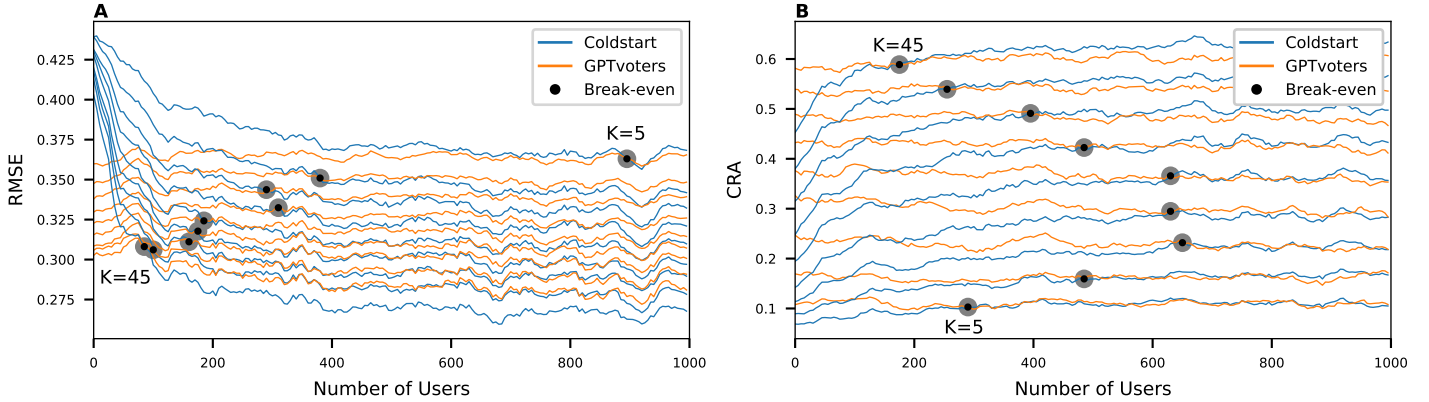 A
RMSE
0.425
0.400
0.375
0.350
0.325
0.300
0.275
Coldstart
GPTvoters
Break-even
K=5
K=45
0 200 400 600 800 1000
Number of Users
B
CRA
0.6
0.5
0.4
0.3
0.2
0.1
K=45
Coldstart
GPTvoters
Break-even
K=5
0 200 400 600 800 1000
Number of Users